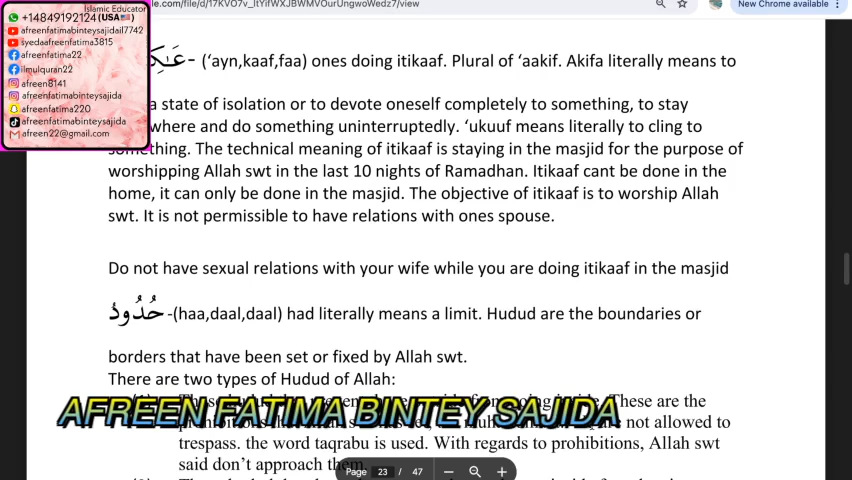 Islamic Educator
+14849192124 (USA🇺🇸)
afreenfatimabinteysajidail7742
syedaafreenfatima3815
afreenfatima22
ilmulquran22
afreen8141
afreenfatimabinteysajida
afreenfatima220
afreenfatimabinteysajida
afreen22@gmail.com
le.com/file/d/17KVO7v_ItYifWXJBWMVOurUngwoWedz7/view
New Chrome available
(‘ayn,kaaf,faa) ones doing itikaaf. Plural of ‘aakif. Akifa literally means to
a state of isolation or to devote oneself completely to something, to stay
where and do something uninterruptedly. ‘ukuuf means literally to cling to
something. The technical meaning of itikaaf is staying in the masjid for the purpose of
worshipping Allah swt in the last 10 nights of Ramadhan. Itikaaf cant be done in the
home, it can only be done in the masjid. The objective of itikaaf is to worship Allah
swt. It is not permissible to have relations with ones spouse.
Do not have sexual relations with your wife while you are doing itikaaf in the masjid
حُدُودُ -(haa,daal,daal) had literally means a limit. Hudud are the boundaries or
borders that have been set or fixed by Allah swt.
There are two types of Hudud of Allah:
These are the
AFREEN FATIMA BINTEY SAJIDA
not allowed to
trespass. the word taqrabu is used. With regards to prohibitions, Allah swt
said don’t approach them.
Page 23 / 47